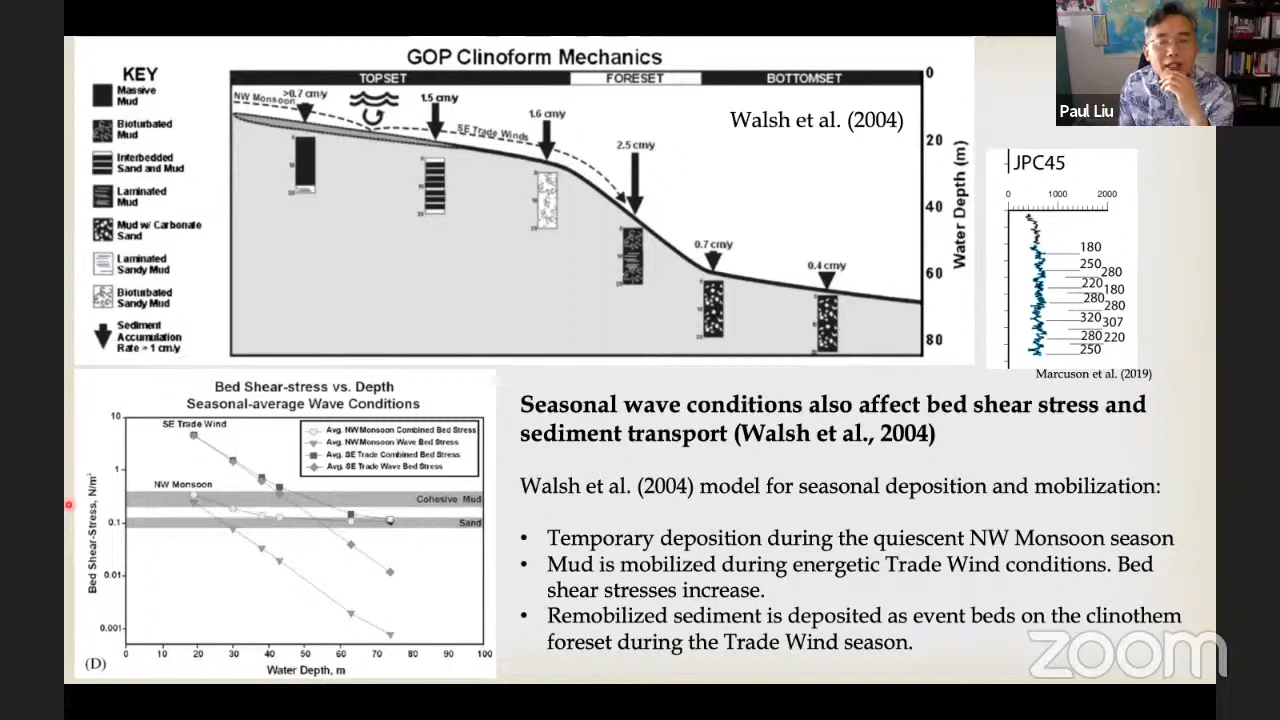 GOP Clinoform Mechanics
KEY
Massive
Mud
Bioturbated
Mud
Interbedded
Sand and Mud
Laminated
Mud
Mud w/ Carbonate
Sand
Laminated
Sandy Mud
Bioturbated
Sandy Mud
Sediment
Accumulation
Rate = 1 cm/y
TOPSET
FORESET
BOTTOMSET
NW Monsoon
>0.7 cm/y
1.5 cm/y
SE Trade Winds
1.6 cm/y
2.5 cm/y
0.7 cm/y
0.4 cm/y
Walsh et al. (2004)
0
20
40
60
80
Water Depth (m)
Paul Liu
JPC45
0 1000 2000
180
250
280
220
180
280
280
320
307
280
220
250
Marcuson et al. (2019)
Bed Shear-stress vs. Depth
Seasonal-average Wave Conditions
SE Trade Wind
Avg. NW Monsoon Combined Bed Stress
Avg. NW Monsoon Wave Bed Stress
Avg. SE Trade Combined Bed Stress
Avg. SE Trade Wave Bed Stress
NW Monsoon
Cohesive Mud
Sand
10
1
0.1
0.01
0.001
Bed Shear-Stress, N/m²
0 10 20 30 40 50 60 70 80 90 100
Water Depth, m
(D)
Seasonal wave conditions also affect bed shear stress and
sediment transport (Walsh et al., 2004)
Walsh et al. (2004) model for seasonal deposition and mobilization:
• Temporary deposition during the quiescent NW Monsoon season
• Mud is mobilized during energetic Trade Wind conditions. Bed
shear stresses increase.
• Remobilized sediment is deposited as event beds on the clinothem
foreset during the Trade Wind season.
zoom